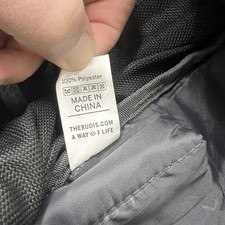 100% Polyester
MADE IN
CHINA
THERUDIS.COM
A WAY OF LIFE